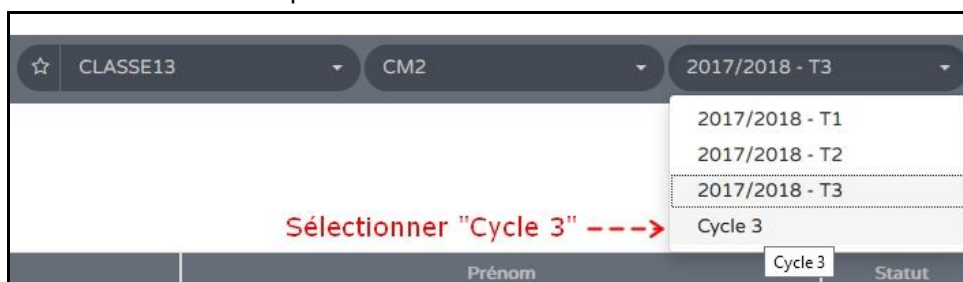 CLASSE13 CM2 2017/2018 - T3
2017/2018 - T1
2017/2018 - T2
2017/2018 - T3
Sélectionner "Cycle 3" Cycle 3
Cycle 3
Prénom Statut